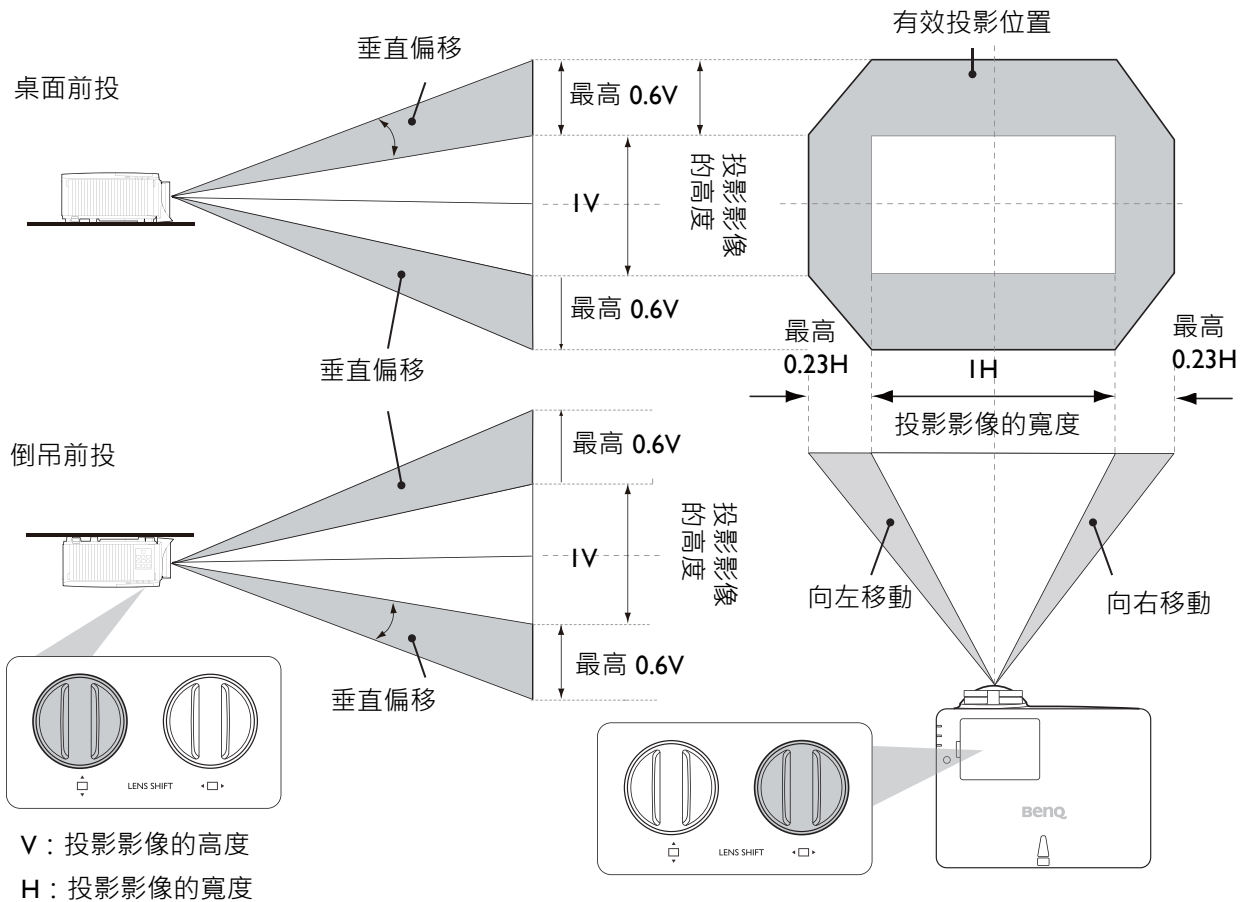 有效投影位置
垂直偏移
桌面前投
最高 0.6V
1V
投影影像
的高度
最高 0.6V
垂直偏移
最高
0.23H
1H
最高
0.23H
投影影像的寬度
倒吊前投
最高 0.6V
1V
投影影像
的高度
最高 0.6V
垂直偏移
向左移動
向右移動
LENS SHIFT
LENS SHIFT
BenQ
V：投影影像的高度
H：投影影像的寬度